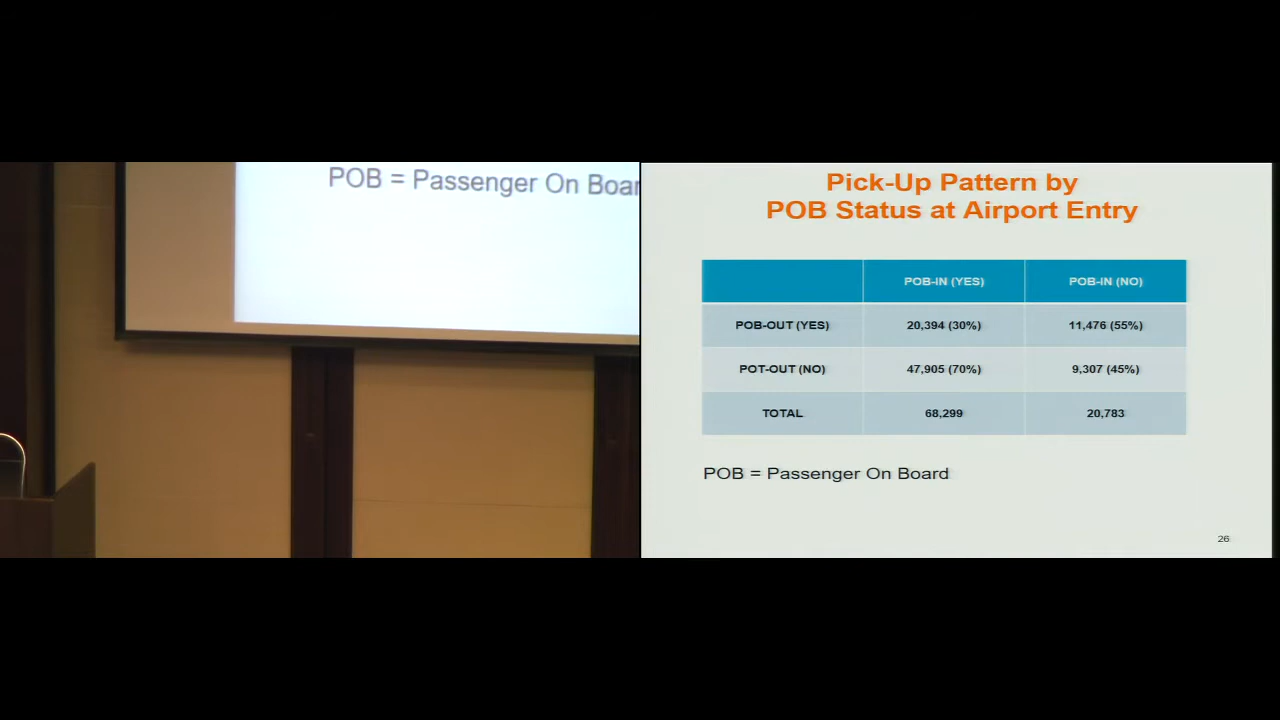 POB = Passenger On Boar
Pick-Up Pattern by
POB Status at Airport Entry
POB-IN (YES) POB-IN (NO)
POB-OUT (YES) 20,394 (30%) 11,476 (55%)
POT-OUT (NO) 47,905 (70%) 9,307 (45%)
TOTAL 68,299 20,783
POB = Passenger On Board
26